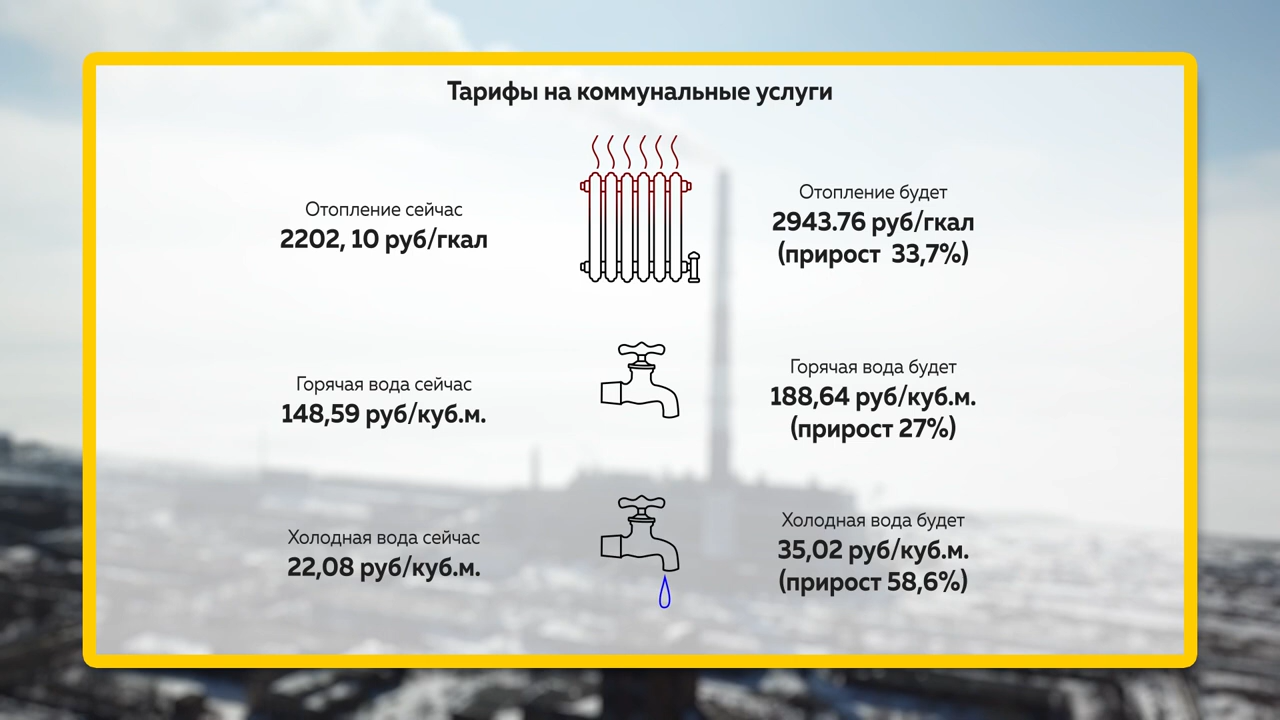 Тарифы на коммунальные услуги
Отопление сейчас
2202, 10 руб/гкал
Отопление будет
2943.76 руб/гкал
(прирост  33,7%)
Горячая вода сейчас
148,59 руб/куб.м.
Горячая вода будет
188,64 руб/куб.м.
(прирост 27%)
Холодная вода сейчас
22,08 руб/куб.м.
Холодная вода будет
35,02 руб/куб.м.
(прирост 58,6%)